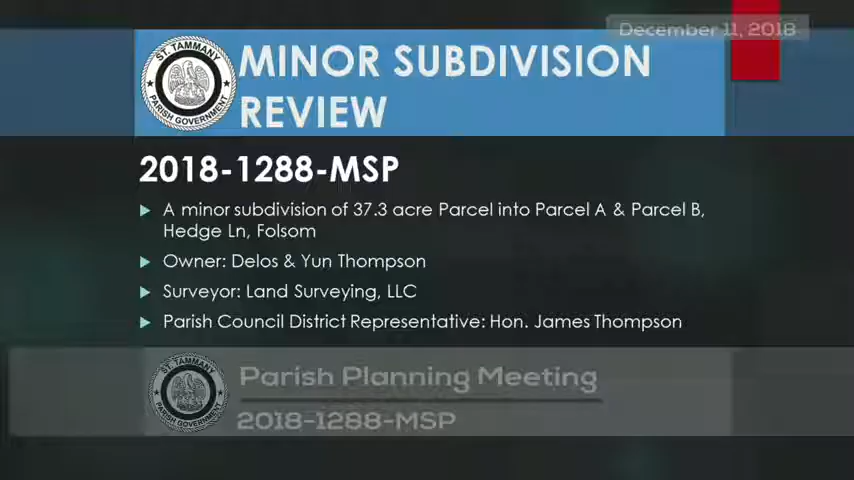 December 11, 2018
ST. TAMMANY
PARISH GOVERNMENT
MINOR SUBDIVISION
REVIEW
2018-1288-MSP
A minor subdivision of 37.3 acre Parcel into Parcel A & Parcel B,
Hedge Ln, Folsom
Owner: Delos & Yun Thompson
Surveyor: Land Surveying, LLC
Parish Council District Representative: Hon. James Thompson
ST. TAMMANY
PARISH GOVERNMENT
Parish Planning Meeting
2018-1288-MSP